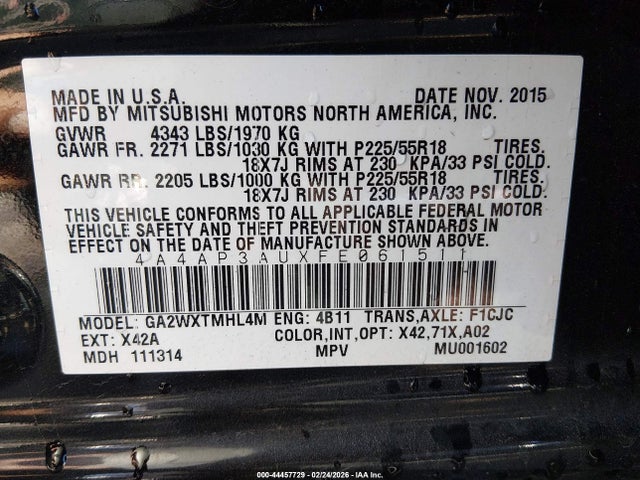 MADE IN U.S.A. DATE NOV. 2015
MFD BY MITSUBISHI MOTORS NORTH AMERICA, INC.
GVWR 4343 LBS/1970 KG
GAWR FR. 2271 LBS/1030 KG WITH P225/55R18 TIRES.
18X7J RIMS AT 230 KPA/33 PSI COLD.
GAWR RR. 2205 LBS/1000 KG WITH P225/55R18 TIRES.
18X7J RIMS AT 230 KPA/33 PSI COLD.
THIS VEHICLE CONFORMS TO ALL APPLICABLE FEDERAL MOTOR
VEHICLE SAFETY AND THEFT PREVENTION STANDARDS IN
EFFECT ON THE DATE OF MANUFACTURE SHOWN ABOVE.
4A4AP3AUXFE061511
MODEL: GA2WXTMHL4M ENG: 4B11 TRANS,AXLE: F1CJC
EXT: X42A COLOR,INT,OPT: X42,71X,A02
MDH 111314 MPV MU001602
000-44457729 - 02/24/2026 - IAA Inc.